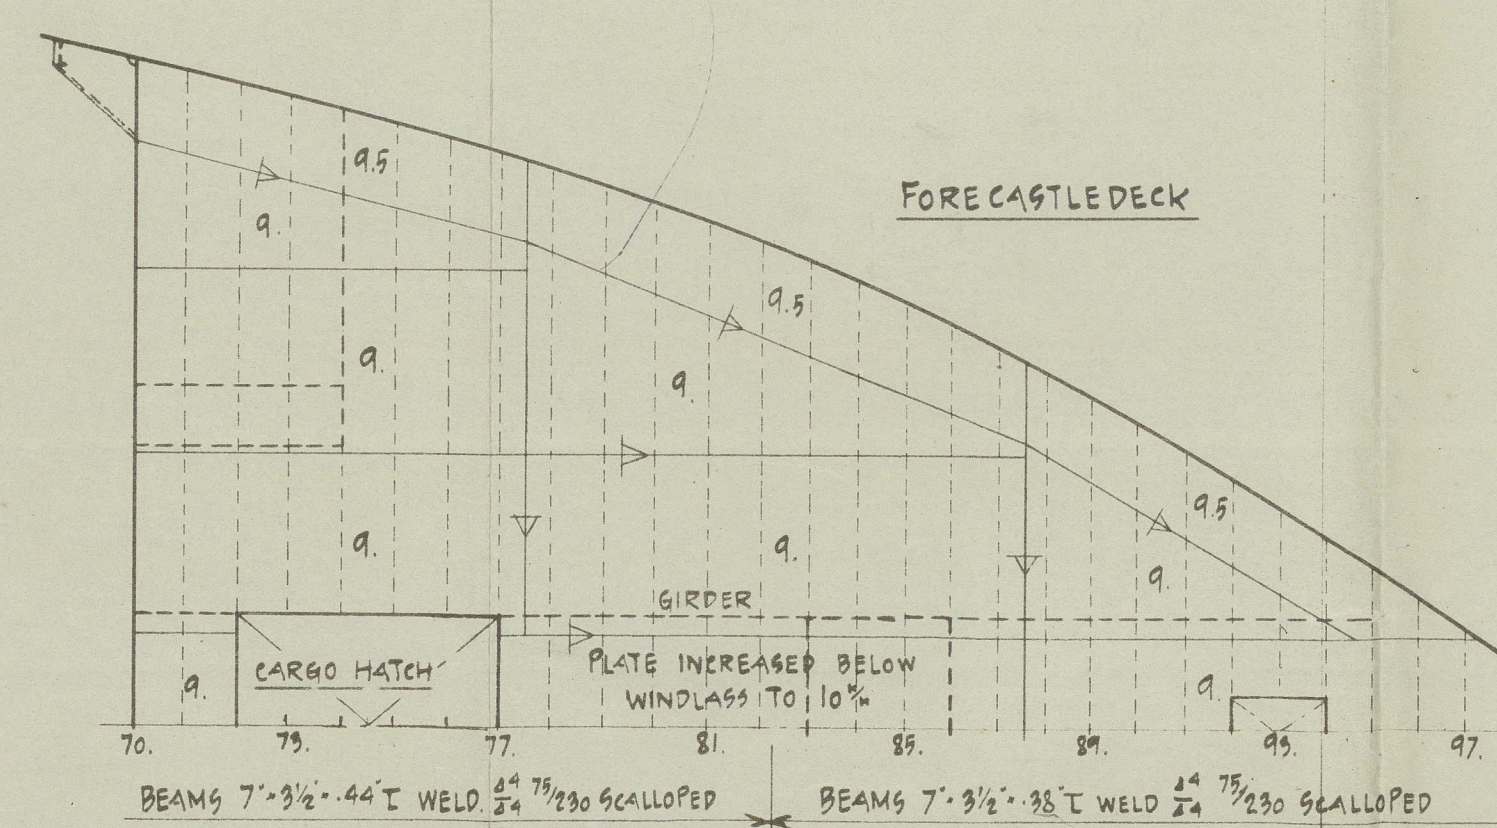 9.5
9.
FORECASTLEDECK
9.5
9.
9.
9.5
9.
9.
9.
GIRDER
CARGO HATCH
PLATE INCREASED BELOW
WINDLASS TO 10 M/M
9.
9.
70. 73. 77. 81. 85. 89. 93. 97.
BEAMS 7"×3½"×.44" I WELD. 75/230 SCALLOPED
BEAMS 7"×3½"×.38" I WELD 75/230 SCALLOPED